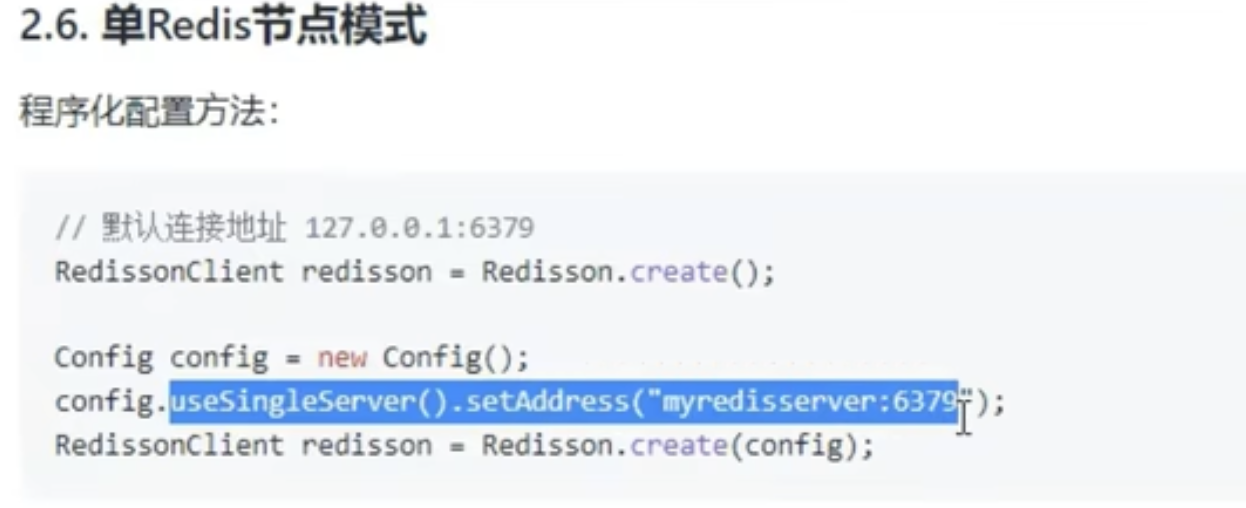 2.6. 单Redis节点模式
程序化配置方法：
// 默认连接地址 127.0.0.1:6379
RedissonClient redisson = Redisson.create();
Config config = new Config();
config.useSingleServer().setAddress("myredisserver:6379");
RedissonClient redisson = Redisson.create(config);